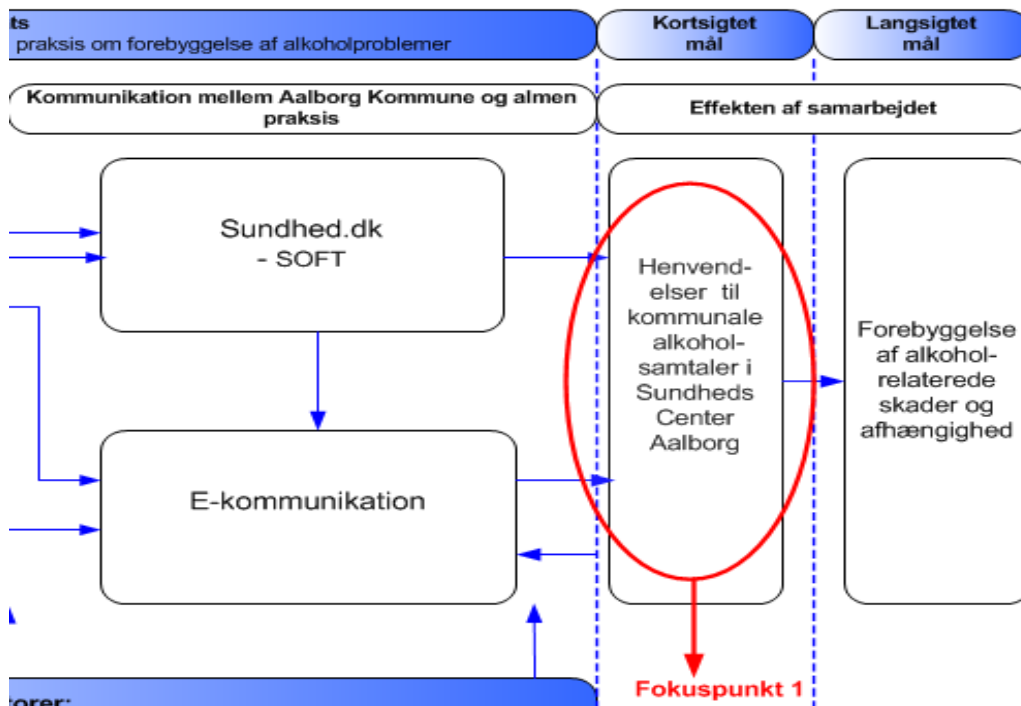 ts
praksis om forebyggelse af alkoholproblemer
Kortsigtet
mål
Langsigtet
mål
Kommunikation mellem Aalborg Kommune og almen
praksis
Effekten af samarbejdet
Sundhed.dk
- SOFT
Henvend-
elser til
kommunale
alkohol-
samtaler i
Sundheds
Center
Aalborg
Forebyggelse
af alkohol-
relaterede
skader og
afhængighed
E-kommunikation
Fokuspunkt 1
torer: